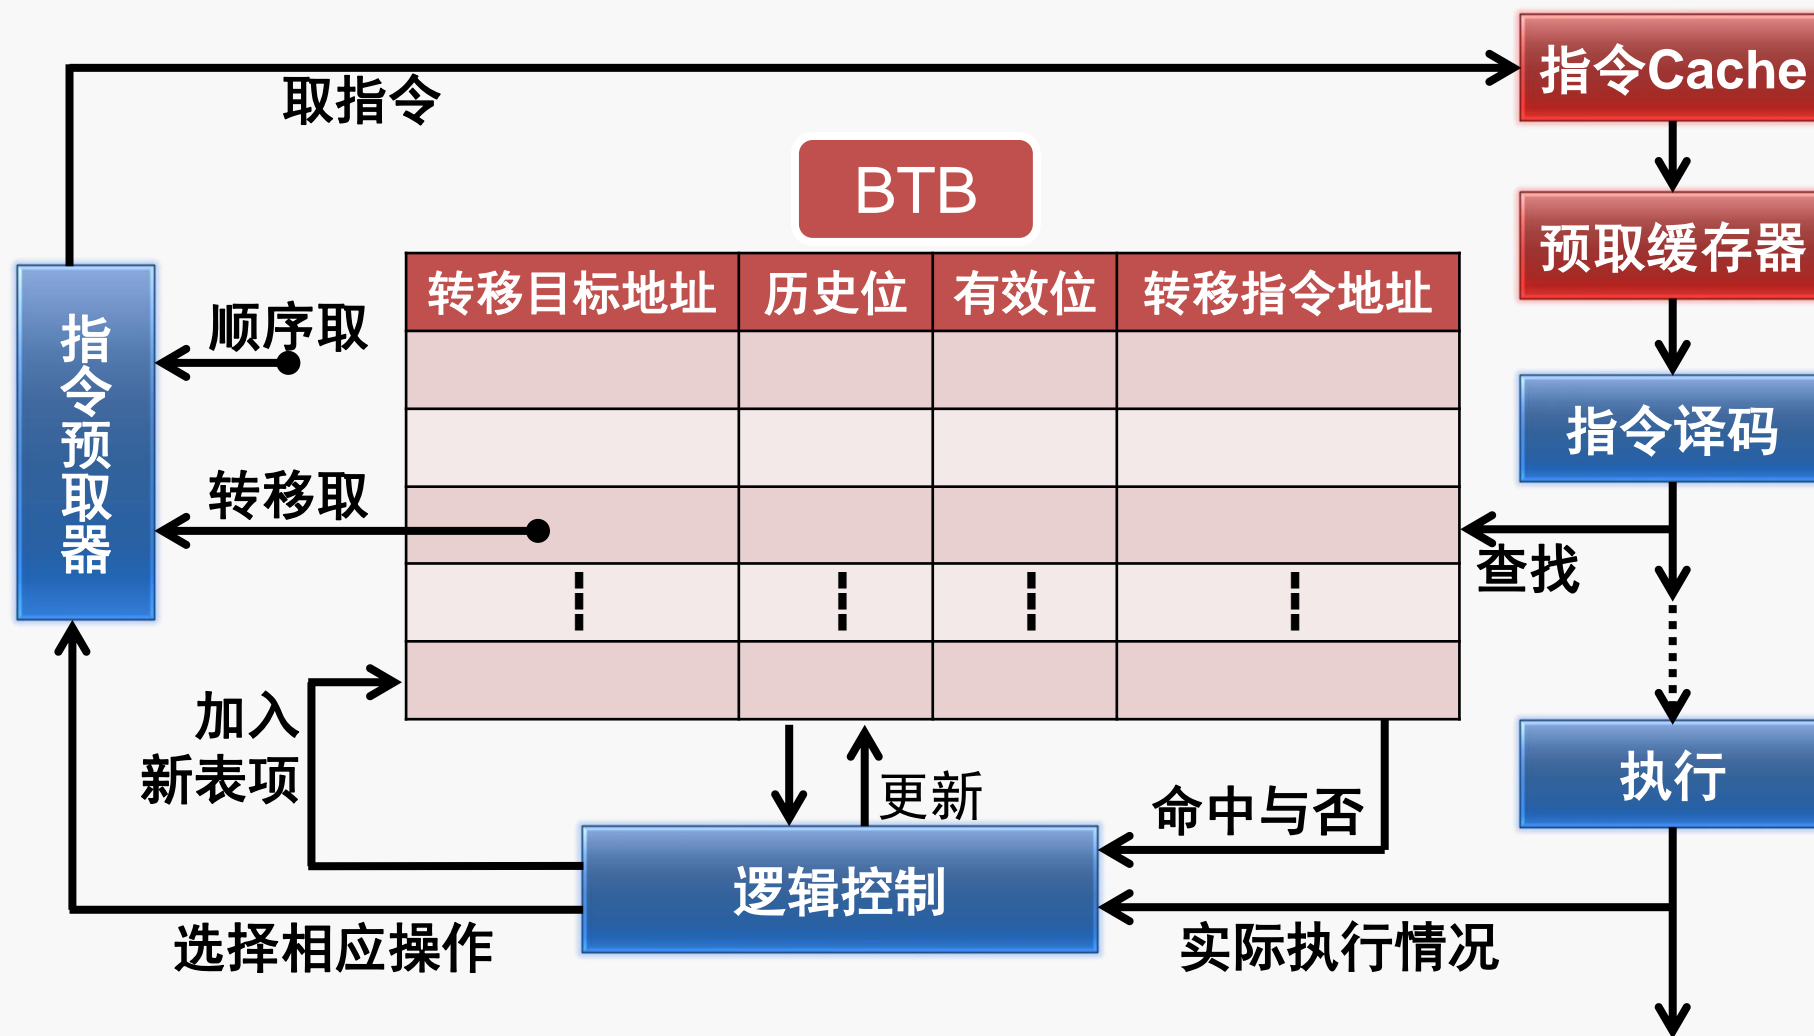 指令Cache
取指令
BTB
预取缓存器
转移目标地址 历史位 有效位 转移指令地址
顺序取
指令预取器
指令译码
转移取
查找
加入
新表项
更新
命中与否
执行
逻辑控制
选择相应操作
实际执行情况